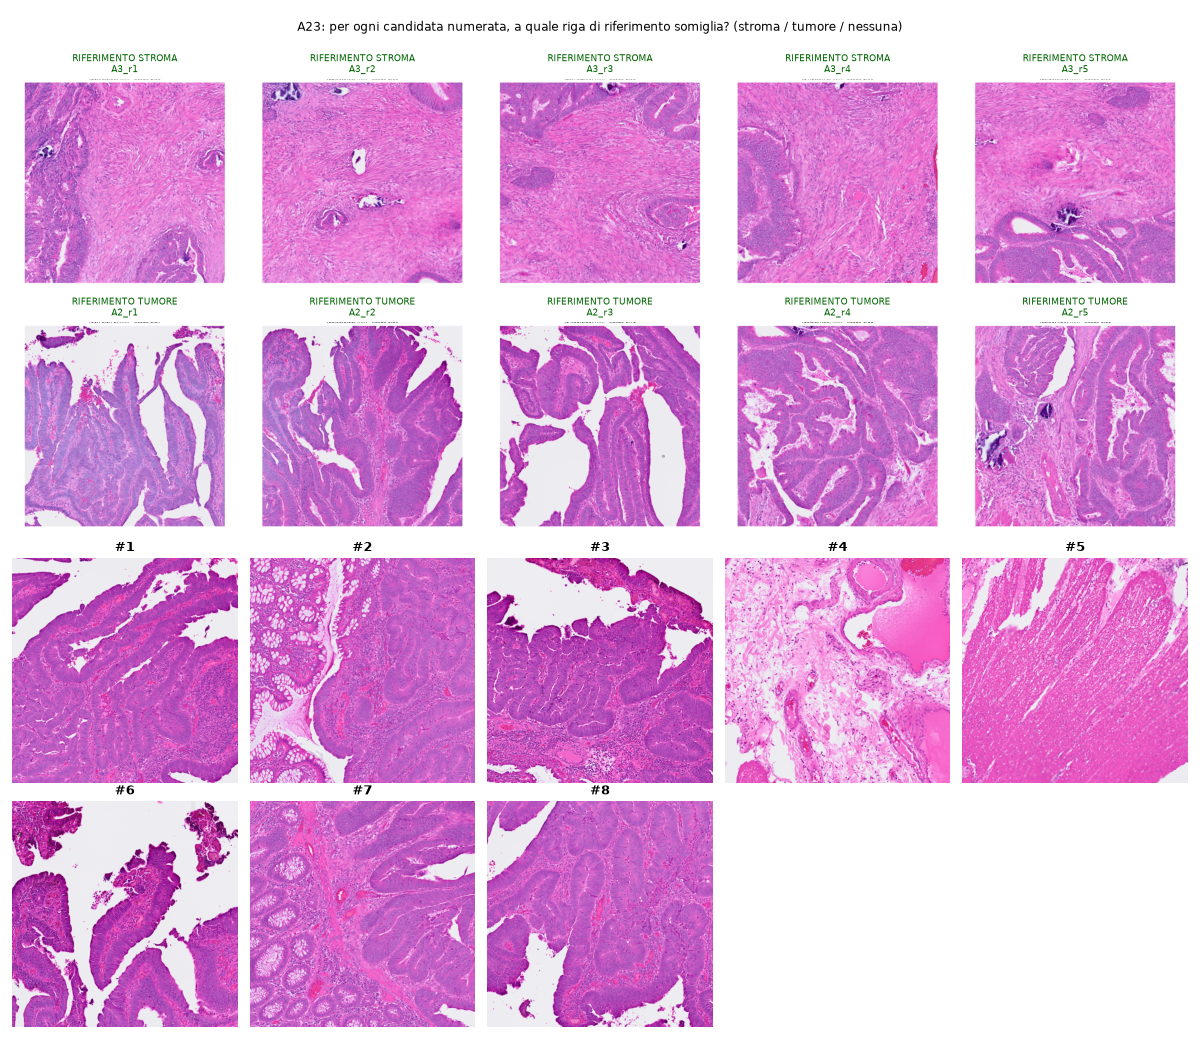 A23: per ogni candidata numerata, a quale riga di riferimento somiglia? (stroma / tumore / nessuna)
RIFERIMENTO STROMA
A3_r1
RIFERIMENTO STROMA
A3_r2
RIFERIMENTO STROMA
A3_r3
RIFERIMENTO STROMA
A3_r4
RIFERIMENTO STROMA
A3_r5
RIFERIMENTO TUMORE
A2_r1
RIFERIMENTO TUMORE
A2_r2
RIFERIMENTO TUMORE
A2_r3
RIFERIMENTO TUMORE
A2_r4
RIFERIMENTO TUMORE
A2_r5
#1
#2
#3
#4
#5
#6
#7
#8